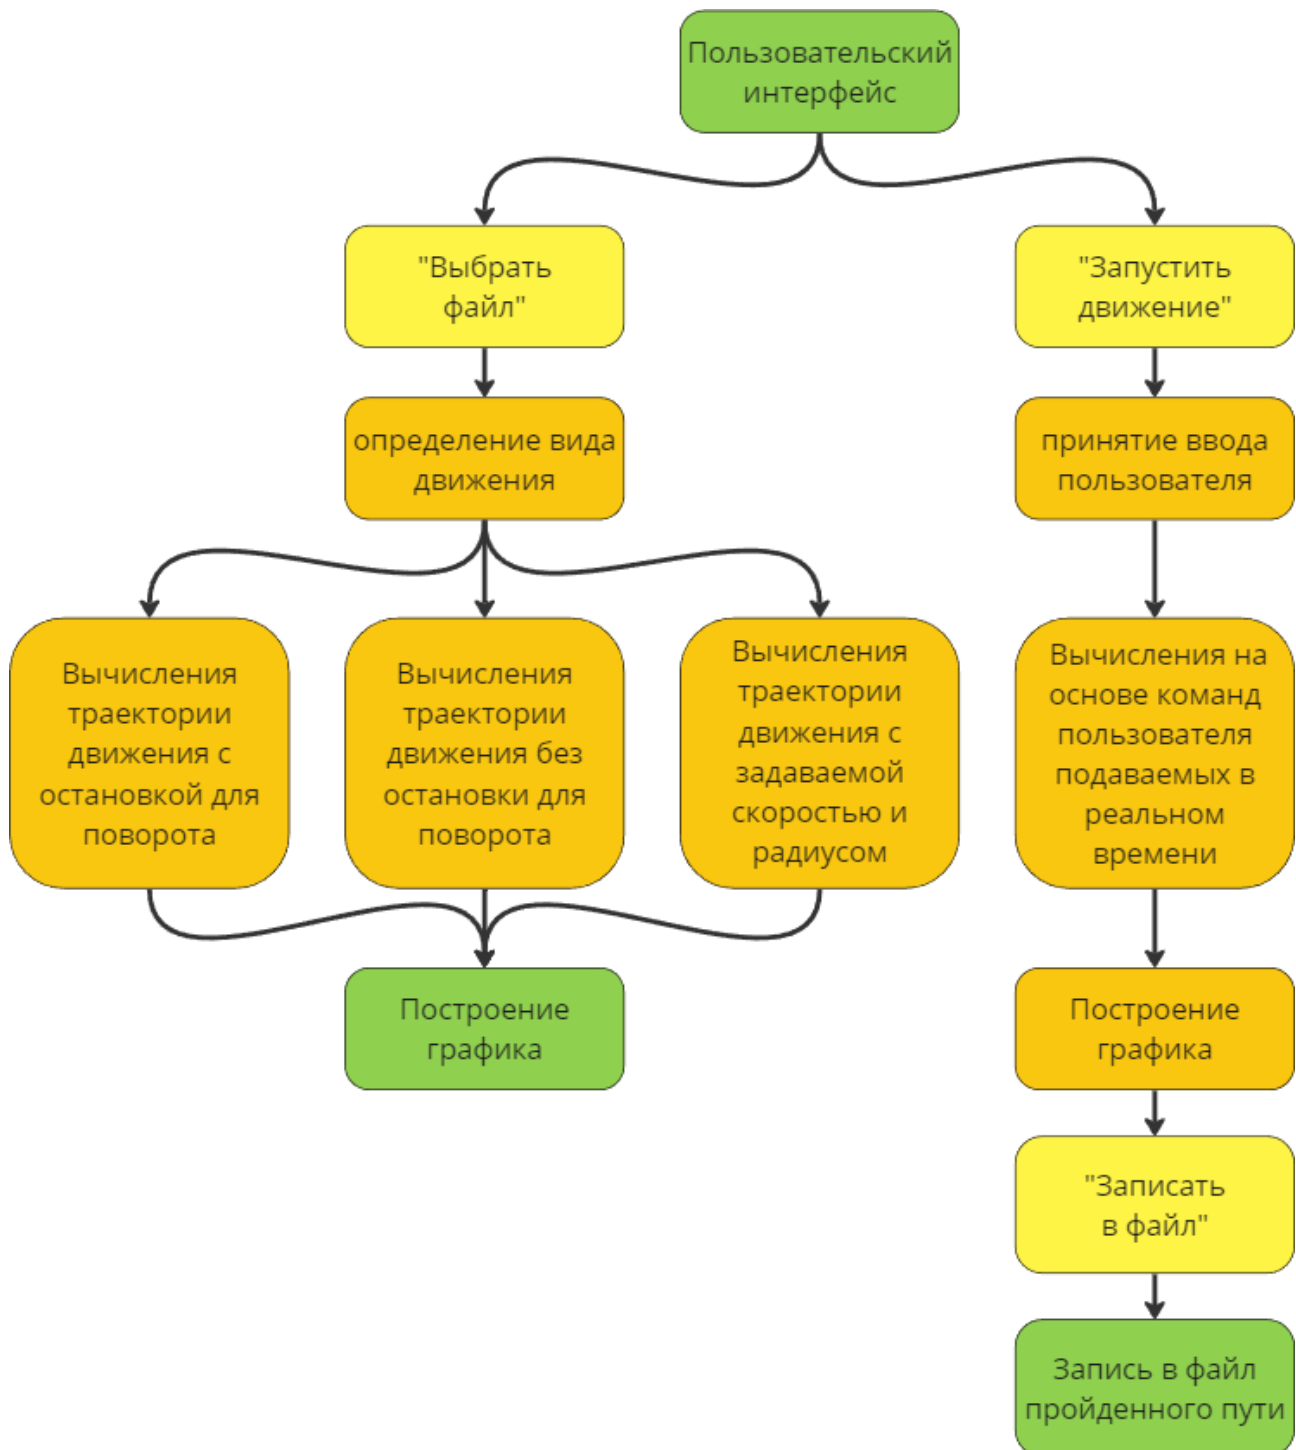 Пользовательский
интерфейс
"Выбрать
файл"
"Запустить
движение"
определение вида
движения
принятие ввода
пользователя
Вычисления
траектории
движения с
остановкой для
поворота
Вычисления
траектории
движения без
остановки для
поворота
Вычисления
траектории
движения с
задаваемой
скоростью и
радиусом
Вычисления на
основе команд
пользователя
подаваемых в
реальном
времени
Построение
графика
Построение
графика
"Записать
в файл"
Запись в файл
пройденного пути